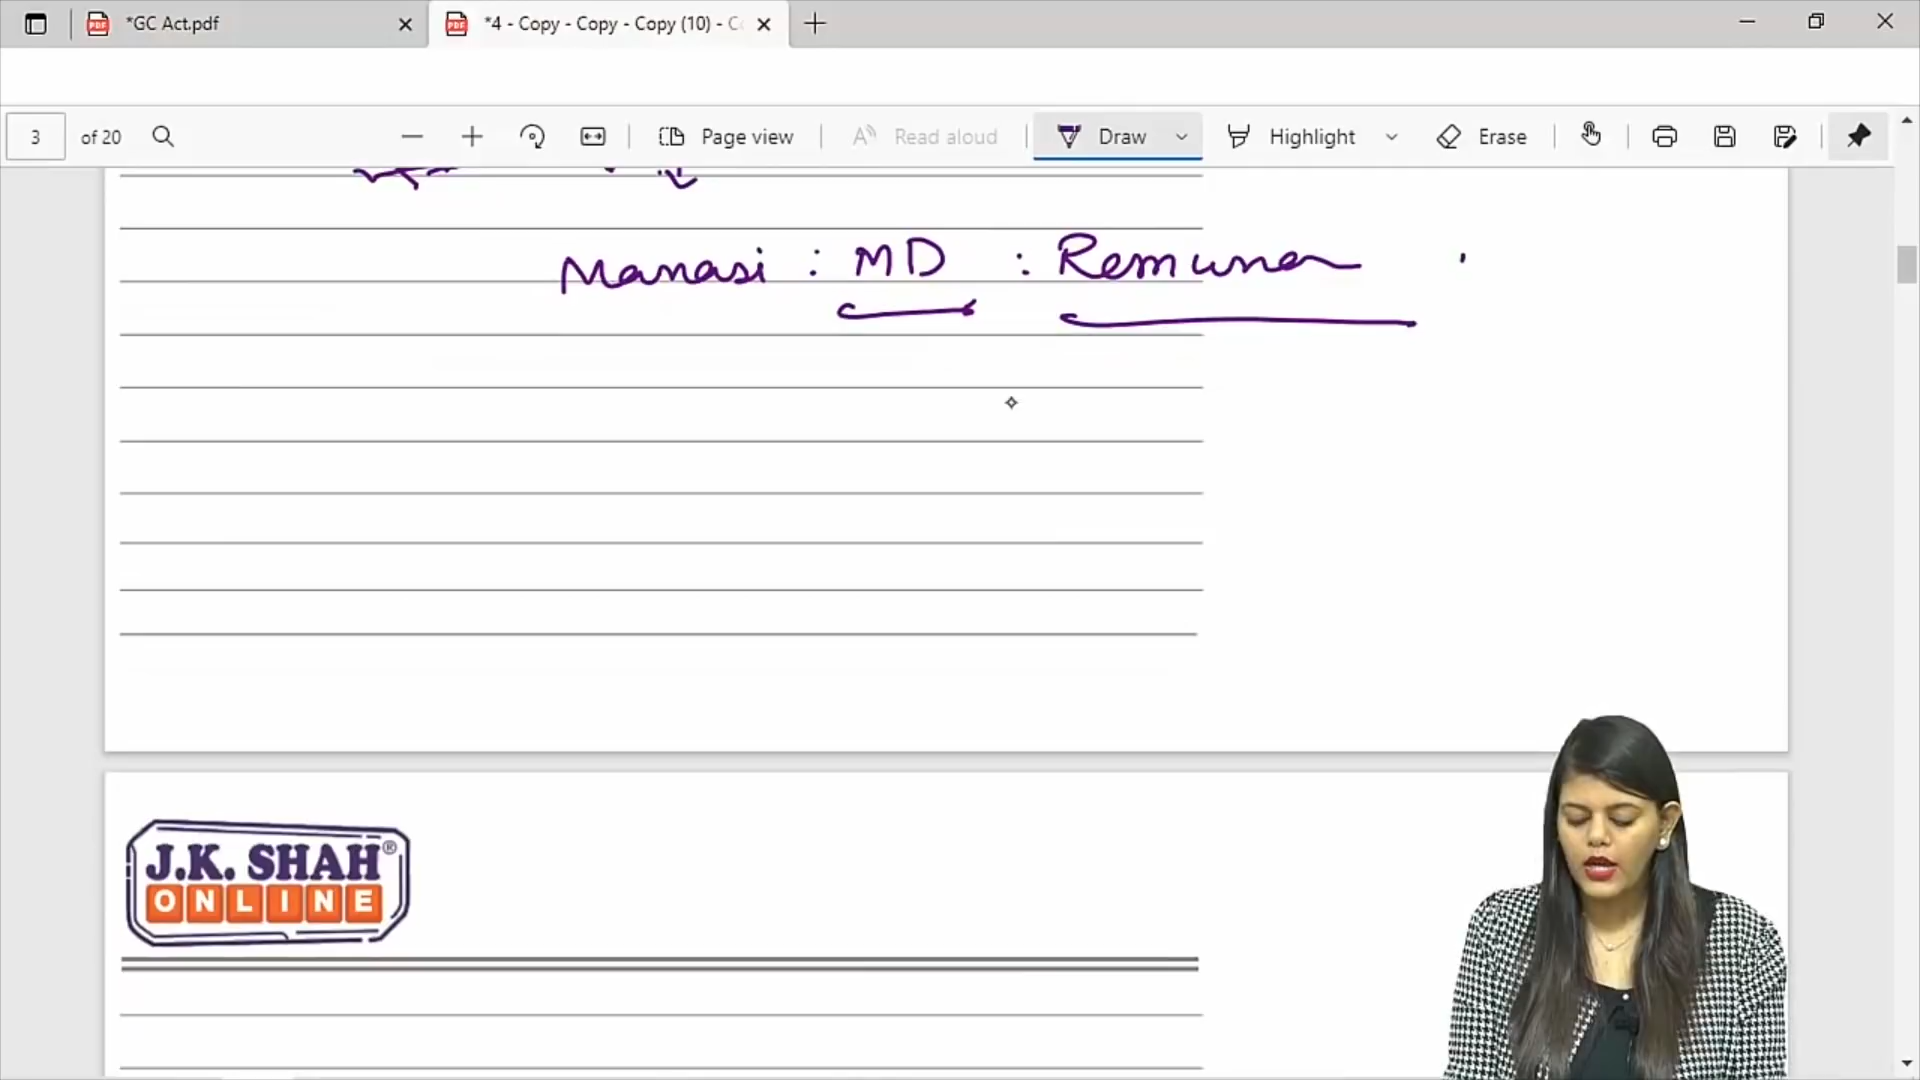 *GC Act.pdf
*4 - Copy - Copy - Copy (10) - C
3 of 20 Page view Read aloud Draw Highlight Erase
Manasi : MD : Remuner
J.K. SHAH®
ONLINE